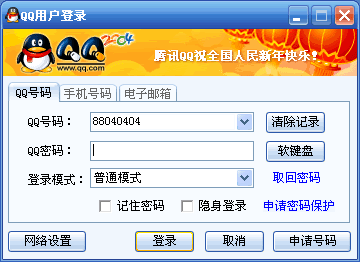 QQ用户登录
2004
www.qq.com
腾讯QQ祝全国人民新年快乐!
QQ号码 手机号码 电子邮箱
QQ号码： 88040404 清除记录
QQ密码： 软键盘
登录模式： 普通模式 取回密码
记住密码 隐身登录 申请密码保护
网络设置 登录 取消 申请号码